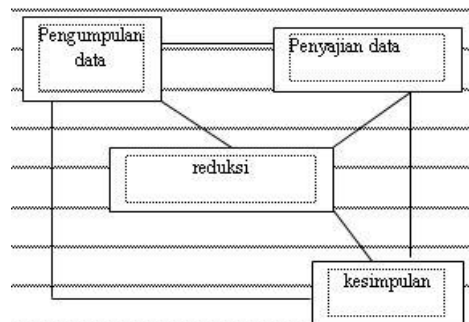 Pengumpulan
data
Penyajian data
reduksi
kesimpulan